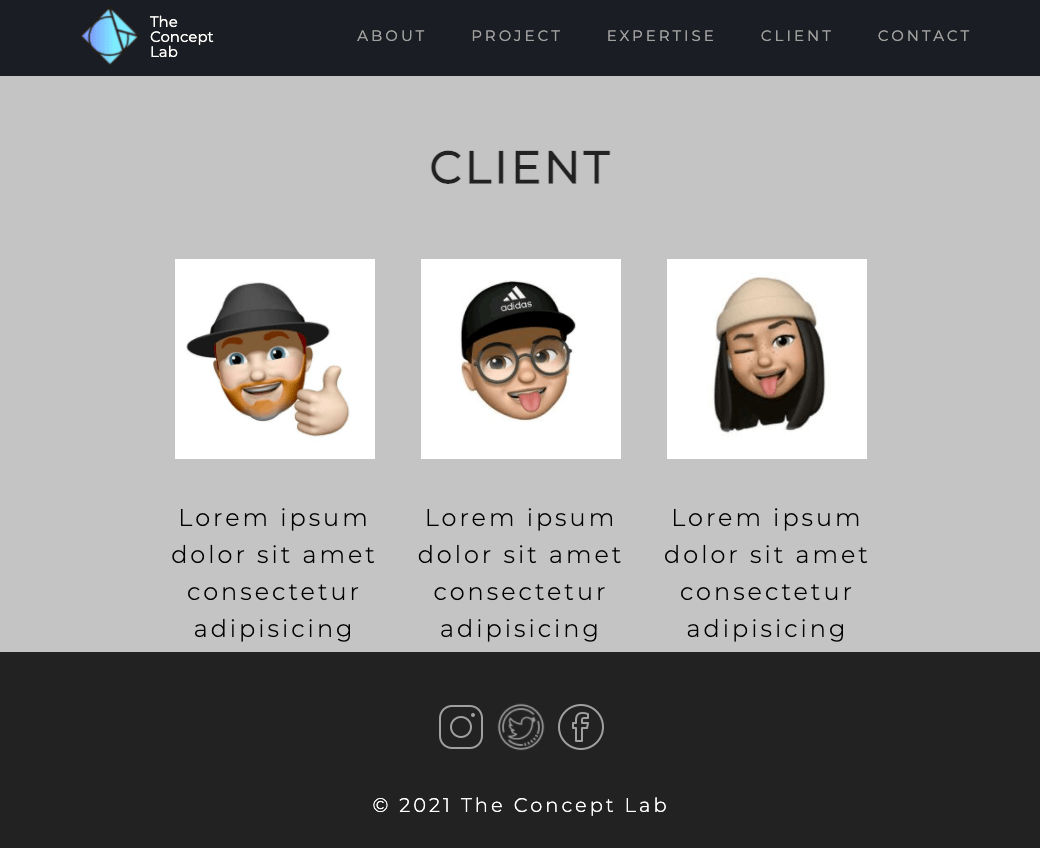 The
Concept
Lab
ABOUT PROJECT EXPERTISE CLIENT CONTACT
CLIENT
adidas
Lorem ipsum
dolor sit amet
consectetur
adipisicing
Lorem ipsum
dolor sit amet
consectetur
adipisicing
Lorem ipsum
dolor sit amet
consectetur
adipisicing
© 2021 The Concept Lab